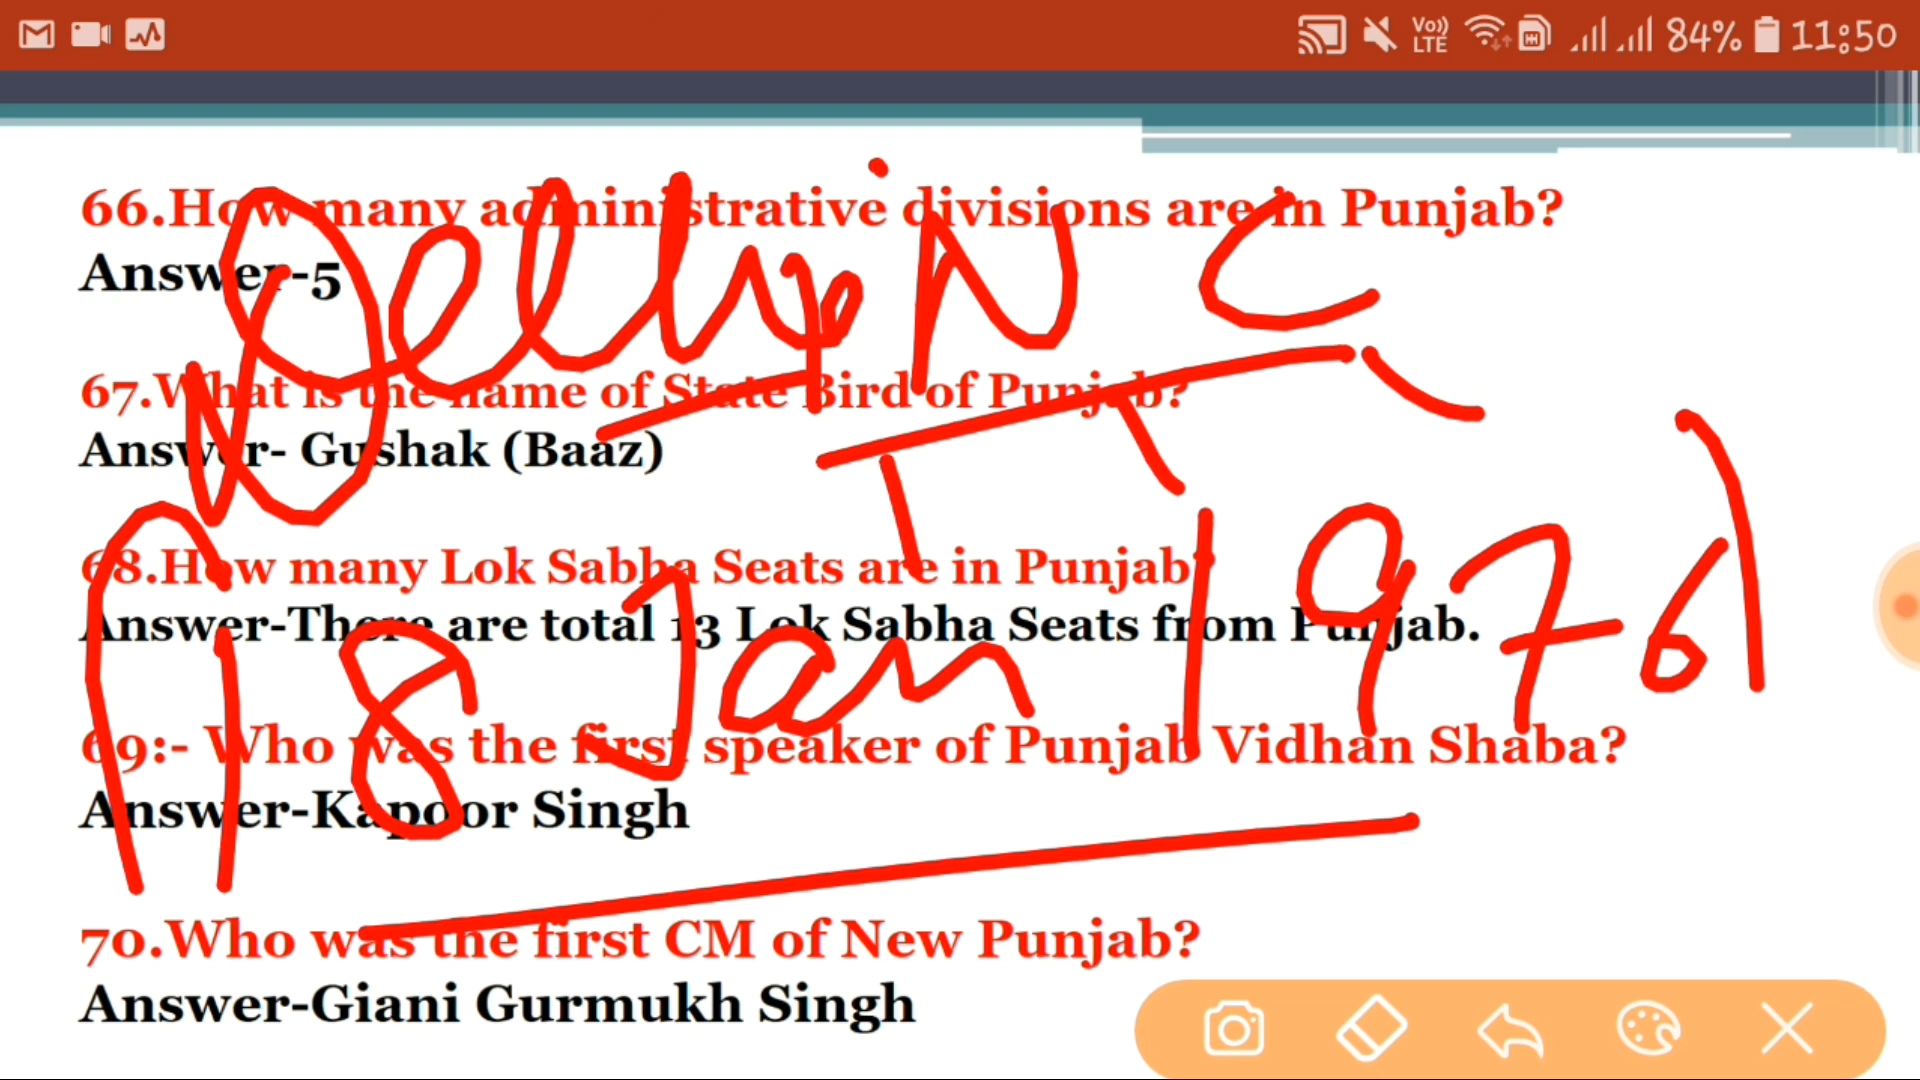 Vo)) LTE 84% 11:50
66.How many administrative divisions are in Punjab?
Answer-5
Delhi N C
67.What is the name of State Bird of Punjab?
Answer- Gushak (Baaz)
68.How many Lok Sabha Seats are in Punjab?
Answer-There are total 13 Lok Sabha Seats from Punjab.
18 Jan 1976
69:- Who was the first speaker of Punjab Vidhan Shaba?
Answer-Kapoor Singh
70.Who was the first CM of New Punjab?
Answer-Giani Gurmukh Singh